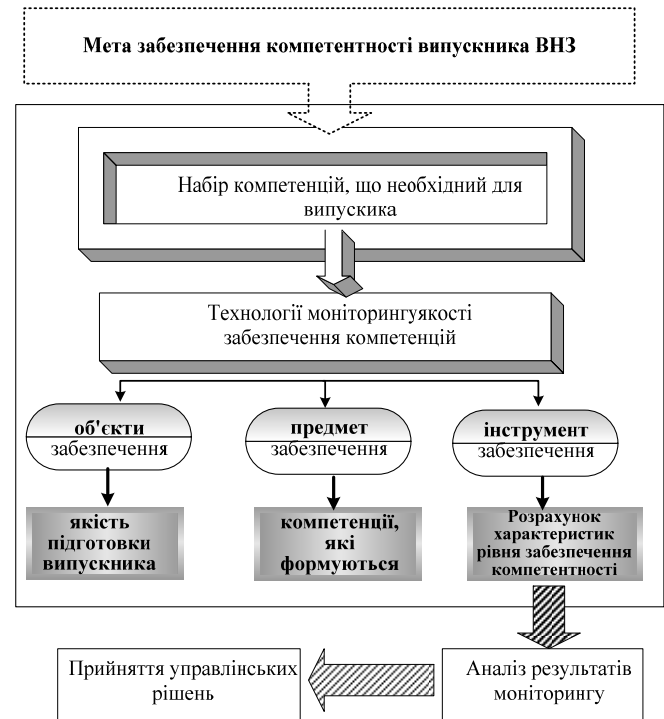 Мета забезпечення компетентності випускника ВНЗ
Набір компетенцій, що необхідний для
випускика
Технології моніторингуякості
забезпечення компетенцій
об'єкти
забезпечення
предмет
забезпечення
інструмент
забезпечення
якість
підготовки
випускника
компетенції,
які
формуються
Розрахунок
характеристик
рівня забезпечення
компетентності
Прийняття управлінських
рішень
Аналіз результатів
моніторингу